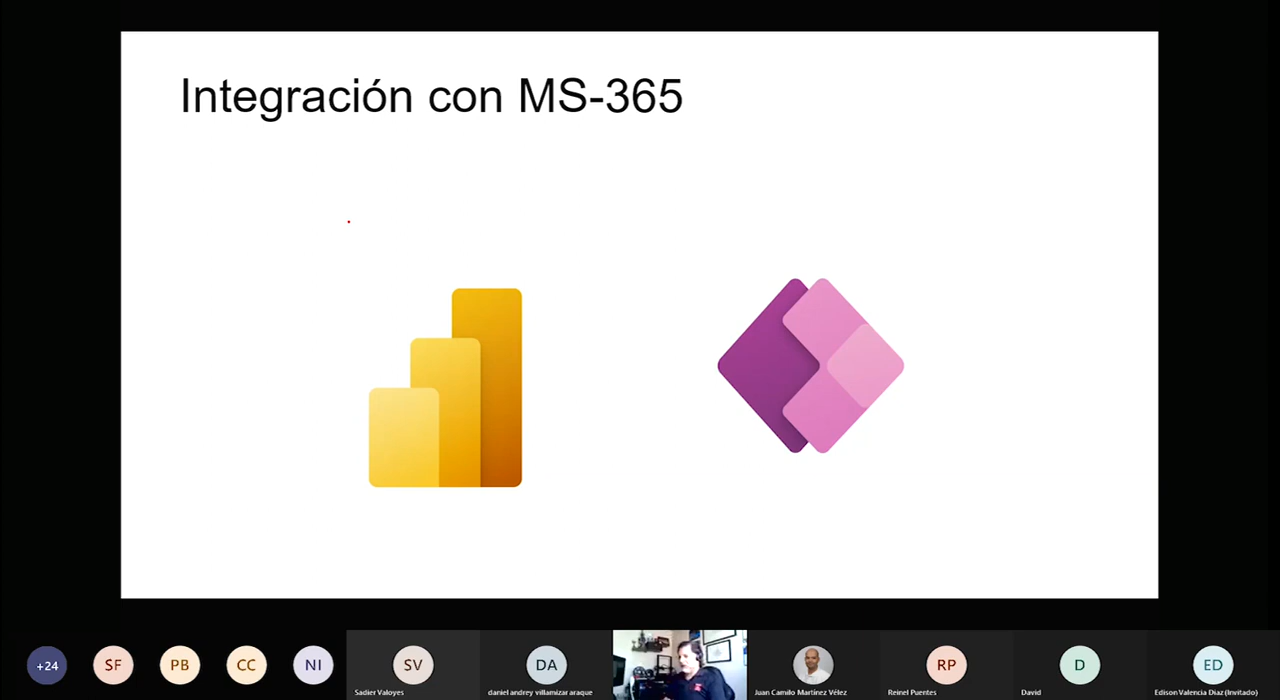 Integración con MS-365
+24
SF
PB
CC
NI
SV
DA
RP
D
ED
Sadier Valoyes
daniel andrey villamizar araque
Juan Camilo Martínez Vélez
Reinel Puentes
David
Edison Valencia Díaz (Invitado)